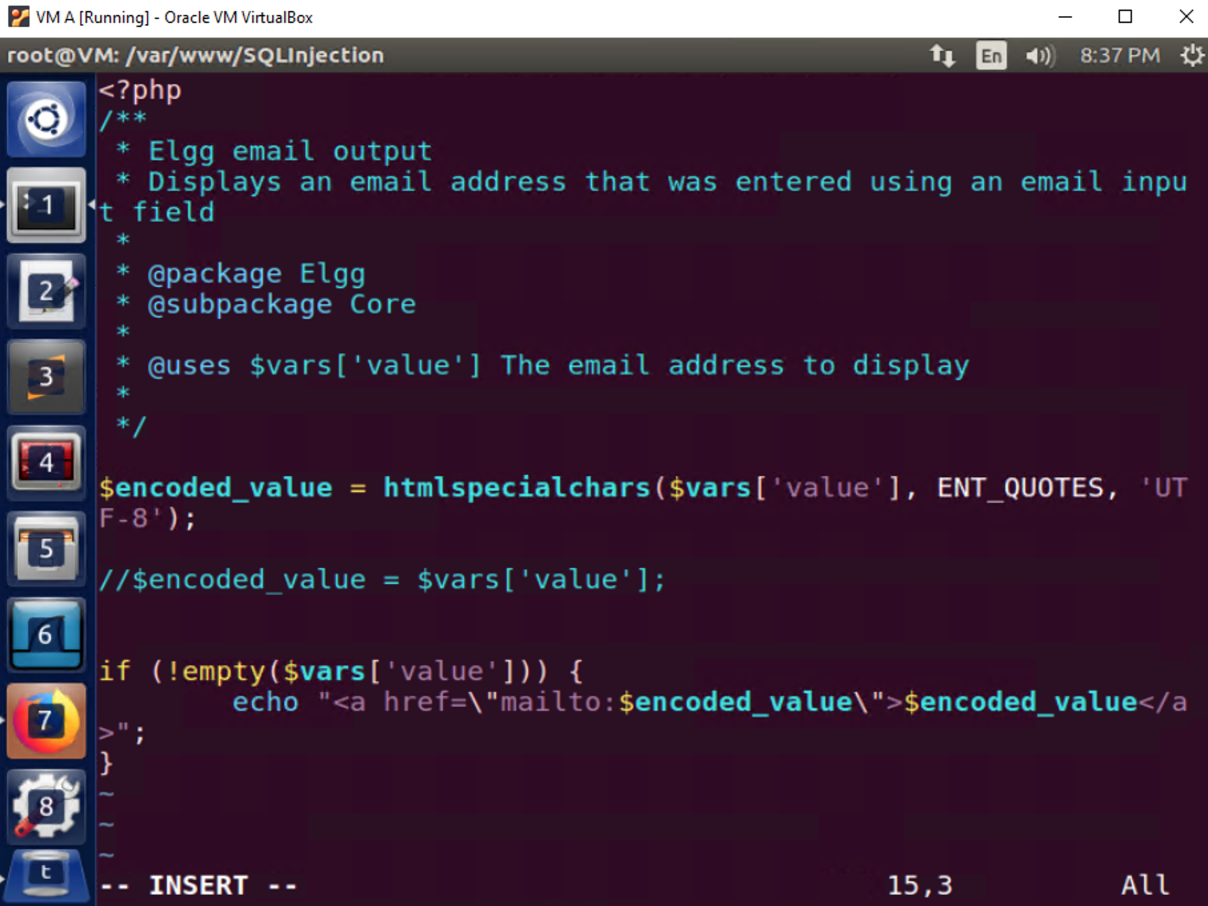 VM A [Running] - Oracle VM VirtualBox
root@VM: /var/www/SQLInjection
En
8:37 PM
<?php
/**
 * Elgg email output
 * Displays an email address that was entered using an email inpu
t field
 *
 * @package Elgg
 * @subpackage Core
 *
 * @uses $vars['value'] The email address to display
 *
 */
$encoded_value = htmlspecialchars($vars['value'], ENT_QUOTES, 'UT
F-8');
//$encoded_value = $vars['value'];
if (!empty($vars['value'])) {
        echo "<a href=\"mailto:$encoded_value\">$encoded_value</a
>";
}
~
~
~
-- INSERT --
15,3
All
1
2
3
4
5
6
7
8
t